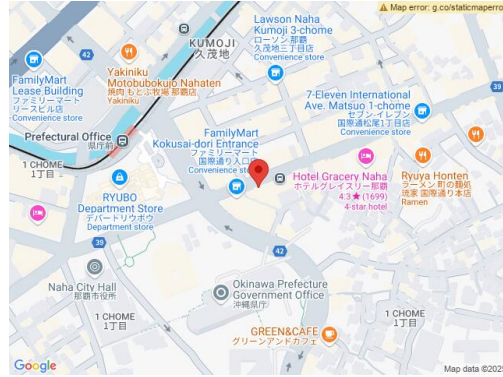 Map error: g.co/staticmaperro
Lawson Naha
Kumoji 3-chome
ローソン 那覇
久茂地三丁目店
Convenience store
KUMOJI
久茂地
42
Yakiniku
Motobubokujo Nahaten
焼肉 もとぶ牧場 那覇店
Yakiniku
FamilyMart
Lease Building
ファミリーマート
リースビル店
Convenience store
7-Eleven International
Ave. Matsuo 1-chome
セブン-イレブン
国際通松尾1丁目店
Convenience store
Prefectural Office
県庁前
FamilyMart
Kokusai-dori Entrance
ファミリーマート
国際通り入口店
Convenience store
39
1 CHOME
1丁目
Hotel Gracery Naha
ホテルグレイスリー那覇
4.3★ (1699)
4-star hotel
Ryuya Honten
ラーメン 町の麺処
琉家 国際通り本店
Ramen
RYUBO
Department Store
デパートリウボウ
Department store
39
42
Naha City Hall
那覇市役所
Okinawa Prefecture
Government Office
沖縄県庁
1 CHOME
1丁目
GREEN&CAFE
グリーンアンドカフェ
1 CHOME
1丁目
39
Google
Map data ©202